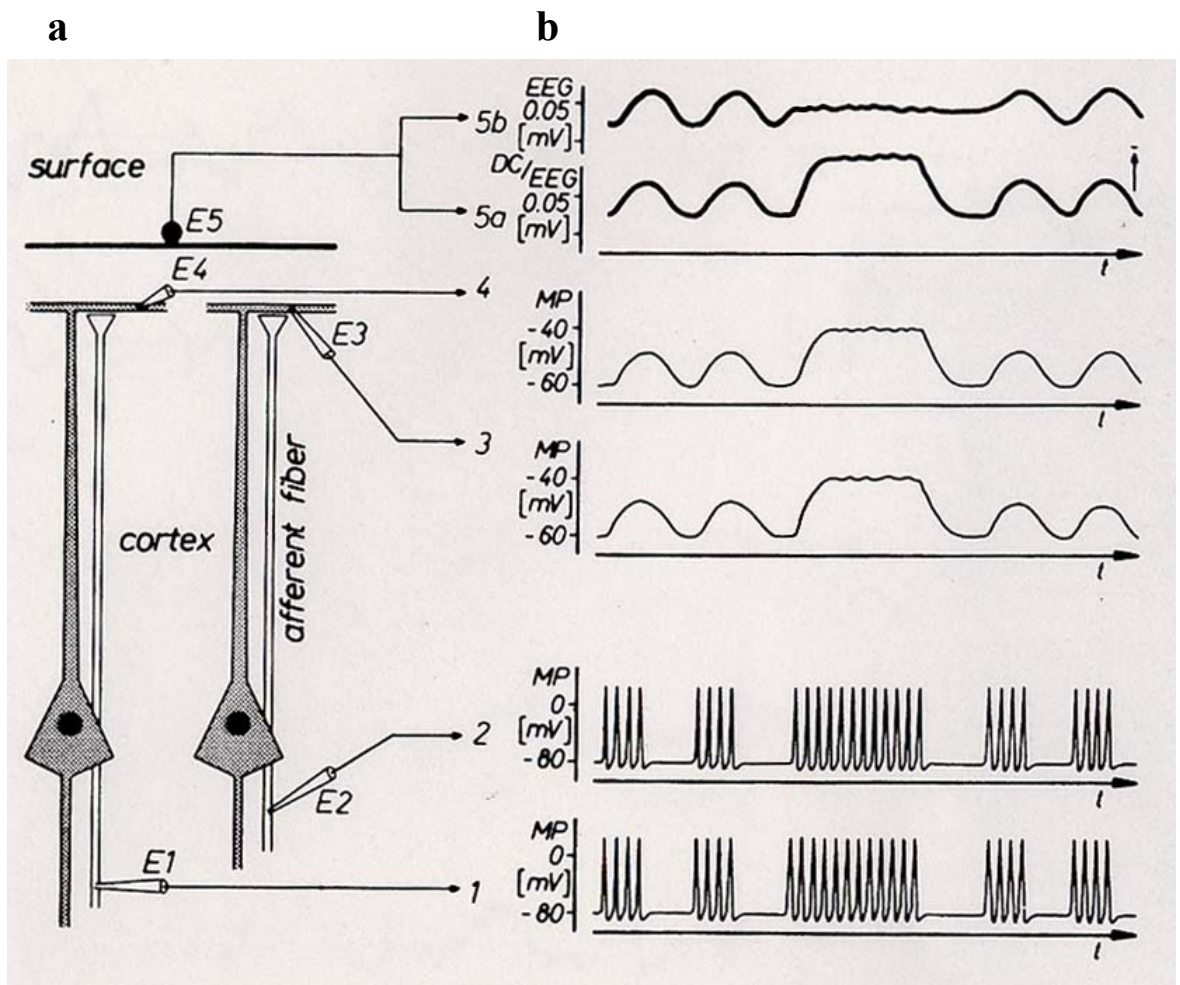 a
b
surface
E5
E4
E3
cortex
afferent fiber
E2
E1
5b
5a
4
3
2
1
EEG
0.05
[mV]
DC/EEG
0.05
[mV]
-
t
MP
-40
[mV]
-60
t
MP
-40
[mV]
-60
t
MP
0
[mV]
-80
t
MP
0
[mV]
-80
t